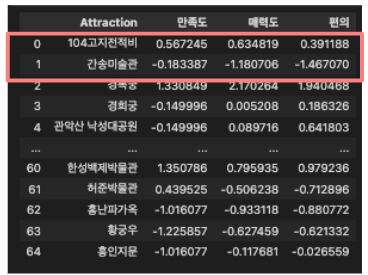 Attraction 만족도 매력도 편의
0 104고지전적비 0.567245 0.634819 0.391188
1 간송미술관 -0.183387 -1.180706 -1.467070
2 경복궁 1.330849 2.170264 1.940468
3 경희궁 -0.149996 0.005208 0.186326
4 관악산 낙성대공원 -0.149996 0.089716 0.641803
... ... ... ... ...
60 한성백제박물관 1.350786 0.795935 0.979236
61 허준박물관 0.439525 -0.506238 -0.712896
62 홍난파가옥 -1.016077 -0.933118 -0.880772
63 황궁우 -1.225857 -0.627459 -0.621332
64 흥인지문 -1.016077 -0.117681 -0.026559